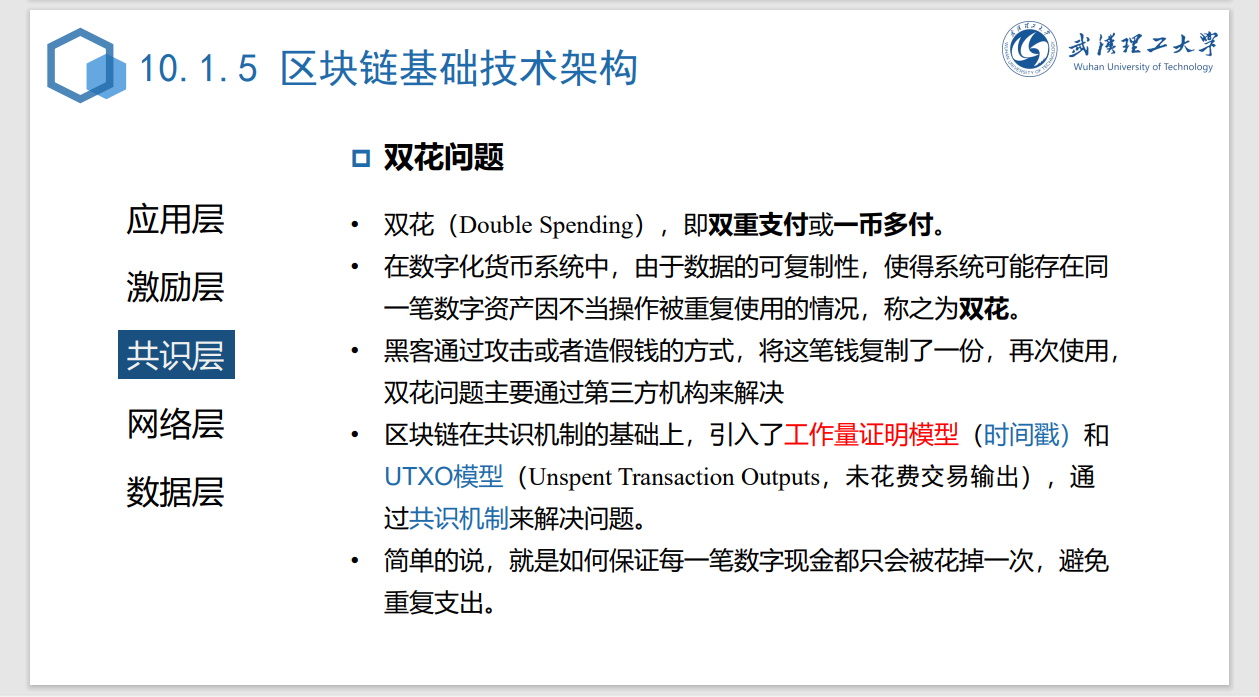 10.1.5 区块链基础技术架构
武汉理工大学
Wuhan University of Technology
双花问题
应用层
激励层
共识层
网络层
数据层
• 双花（Double Spending），即双重支付或一币多付。
• 在数字化货币系统中，由于数据的可复制性，使得系统可能存在同
一笔数字资产因不当操作被重复使用的情况，称之为双花。
• 黑客通过攻击或者造假钱的方式，将这笔钱复制了一份，再次使用，
双花问题主要通过第三方机构来解决
• 区块链在共识机制的基础上，引入了工作量证明模型（时间戳）和
UTXO模型（Unspent Transaction Outputs，未花费交易输出），通
过共识机制来解决问题。
• 简单的说，就是如何保证每一笔数字现金都只会被花掉一次，避免
重复支出。